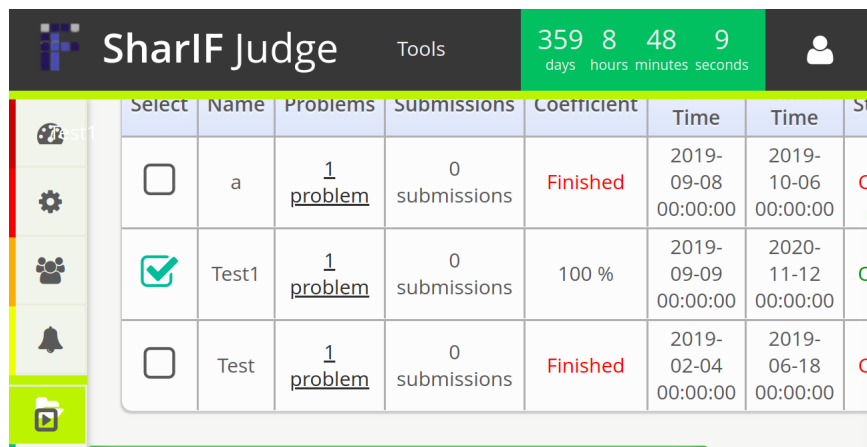 SharIF Judge
Tools
359 8 48 9
days hours minutes seconds
Select Name Problems Submissions Coefficient
Time Time
Test1
a
1
problem
0
submissions
Finished
2019-
09-08
00:00:00
2019-
10-06
00:00:00
Test1
1
problem
0
submissions
100 %
2019-
09-09
00:00:00
2020-
11-12
00:00:00
Test
1
problem
0
submissions
Finished
2019-
02-04
00:00:00
2019-
06-18
00:00:00